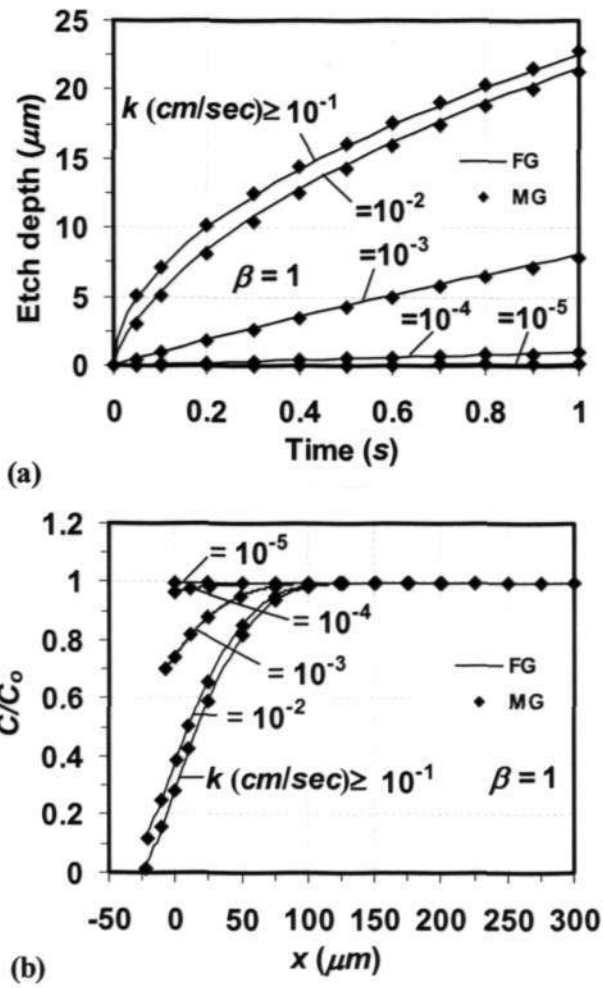 25
20
15
10
5
0
Etch depth (μm)
k (cm/sec)≥ 10⁻¹
=10⁻²
=10⁻³
=10⁻⁴
=10⁻⁵
β = 1
FG
MG
0 0.2 0.4 0.6 0.8 1
Time (s)
(a)
1.2
1
0.8
0.6
0.4
0.2
0
C/Cₒ
= 10⁻⁵
= 10⁻⁴
= 10⁻³
= 10⁻²
k (cm/sec)≥ 10⁻¹
β = 1
FG
MG
-50 0 50 100 150 200 250 300
x (μm)
(b)